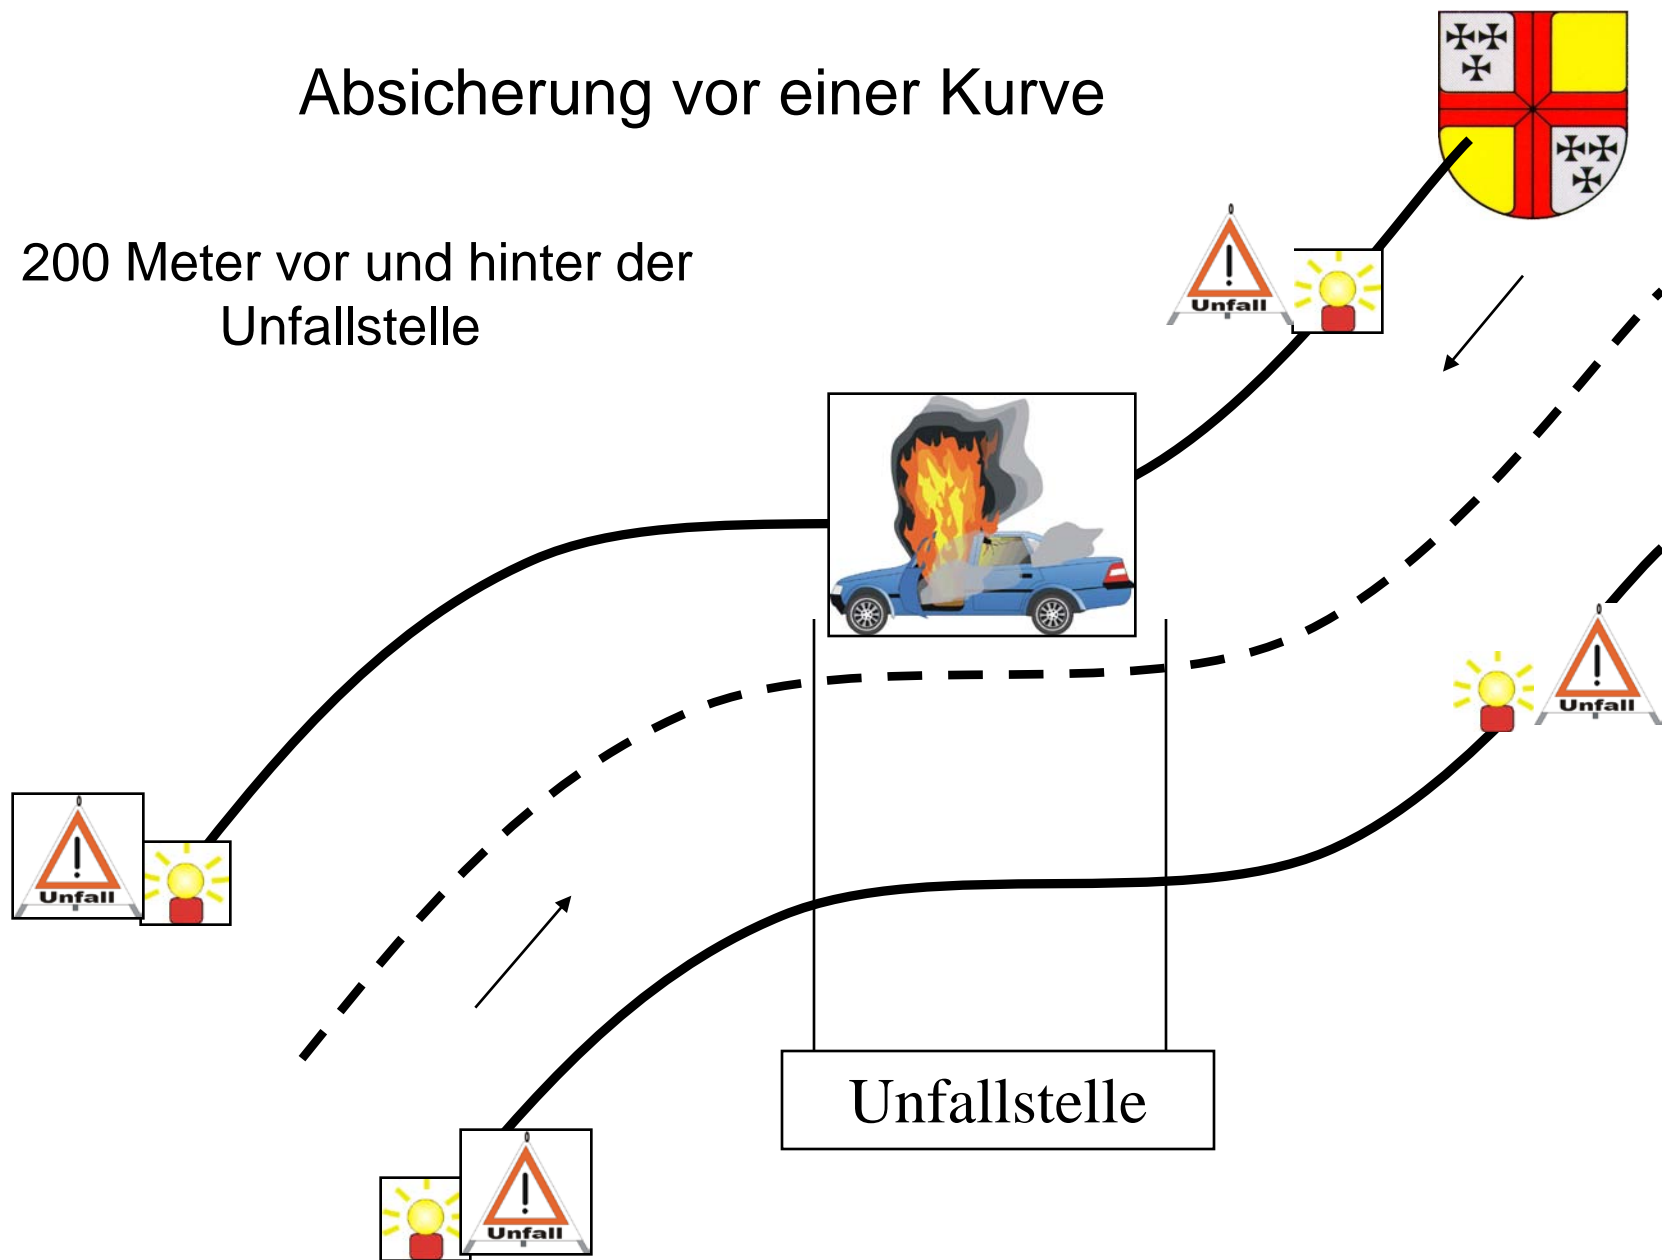 Absicherung vor einer Kurve
200 Meter vor und hinter der
Unfallstelle
Unfall
Unfall
Unfall
Unfall
Unfallstelle